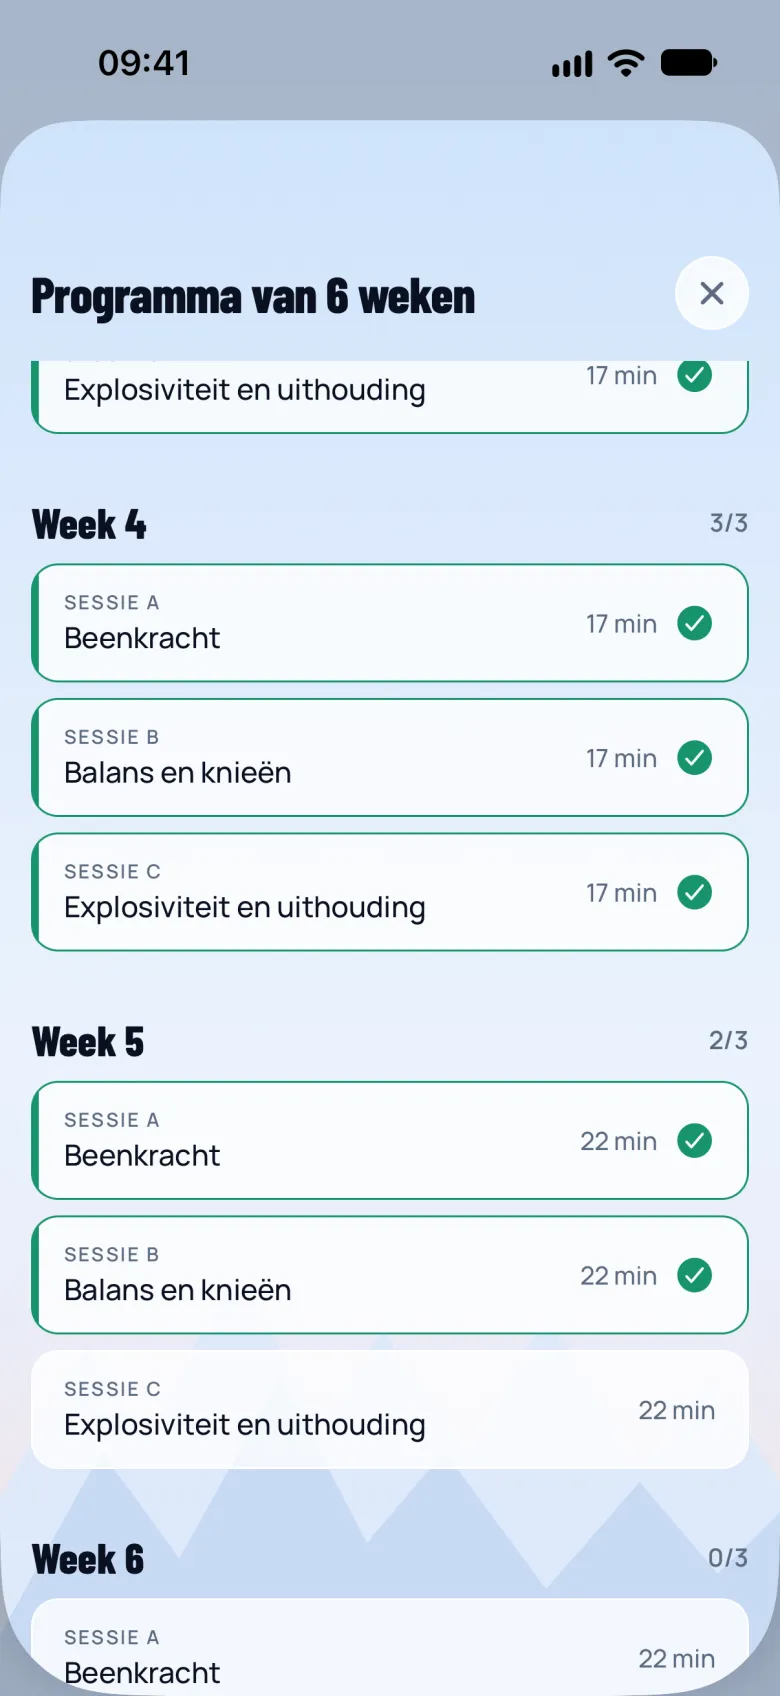 09:41
Programma van 6 weken
Explosiviteit en uithouding
17 min
Week 4
3/3
SESSIE A
Beenkracht
17 min
SESSIE B
Balans en knieën
17 min
SESSIE C
Explosiviteit en uithouding
17 min
Week 5
2/3
SESSIE A
Beenkracht
22 min
SESSIE B
Balans en knieën
22 min
SESSIE C
Explosiviteit en uithouding
22 min
Week 6
0/3
SESSIE A
Beenkracht
22 min